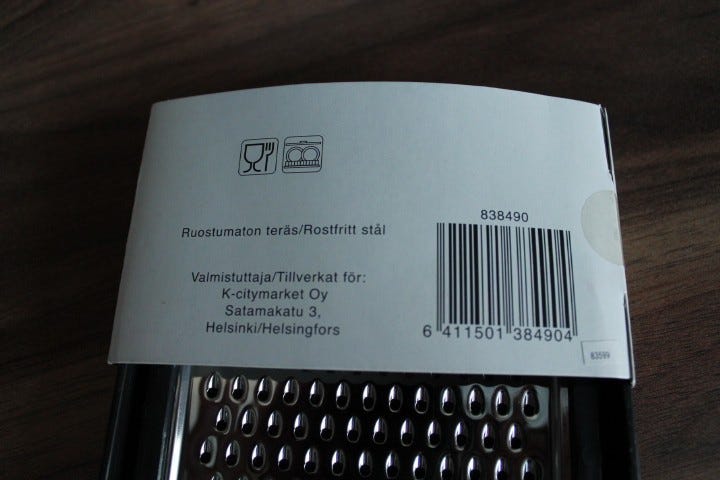 Ruostumaton teräs/Rostfritt stål
Valmistuttaja/Tillverkat för:
K-citymarket Oy
Satamakatu 3,
Helsinki/Helsingfors
838490
6 411501 384904
83599